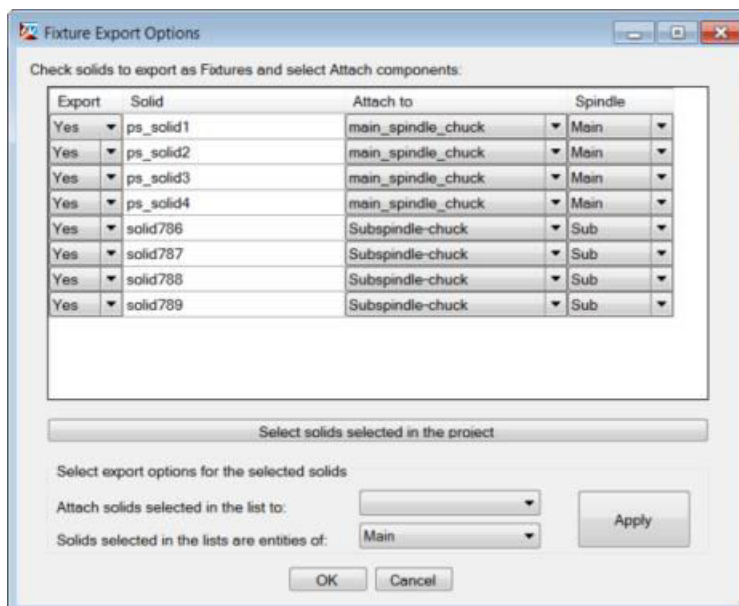 Fixture Export Options
Check solids to export as Fixtures and select Attach components:
Export Solid Attach to Spindle
Yes ps_solid1 main_spindle_chuck Main
Yes ps_solid2 main_spindle_chuck Main
Yes ps_solid3 main_spindle_chuck Main
Yes ps_solid4 main_spindle_chuck Main
Yes solid786 Subspindle-chuck Sub
Yes solid787 Subspindle-chuck Sub
Yes solid788 Subspindle-chuck Sub
Yes solid789 Subspindle-chuck Sub
Select solids selected in the project
Select export options for the selected solids
Attach solids selected in the list to:
Apply
Solids selected in the lists are entities of: Main
OK Cancel